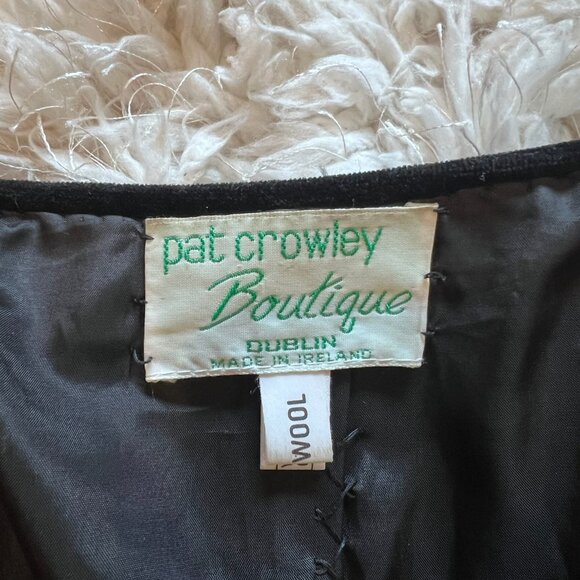 pat crowley
Boutique
DUBLIN
MADE IN IRELAND
WOOL